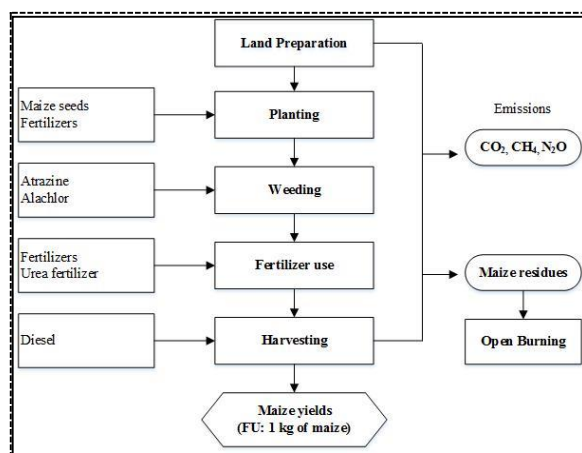 Land Preparation
Maize seeds
Fertilizers
Planting
Emissions
CO₂, CH₄, N₂O
Atrazine
Alachlor
Weeding
Fertilizers
Urea fertilizer
Fertilizer use
Maize residues
Diesel
Harvesting
Open Burning
Maize yields
(FU: 1 kg of maize)